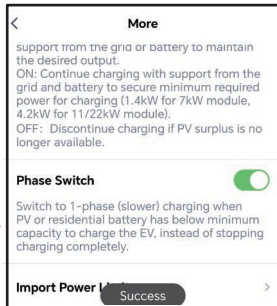 More
support from the grid or battery to maintain
the desired output.
ON: Continue charging with support from the
grid and battery to secure minimum required
power for charging (1.4kW for 7kW module,
4.2kW for 11/22kW module).
OFF: Discontinue charging if PV surplus is no
longer available.
Phase Switch
Switch to 1-phase (slower) charging when
PV or residential battery has below minimum
capacity to charge the EV, instead of stopping
charging completely.
Import Power
Success